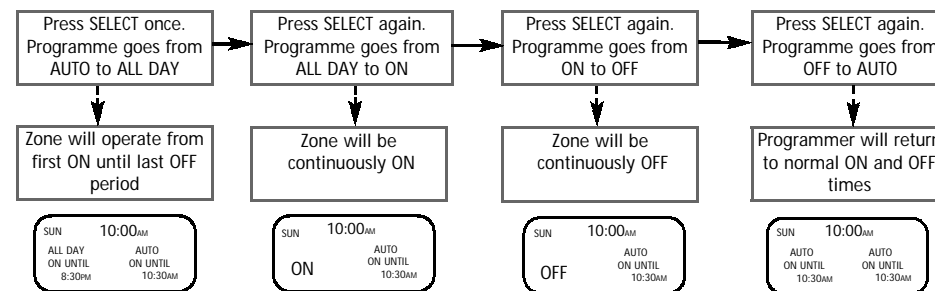 Press SELECT once.
Programme goes from
AUTO to ALL DAY
Press SELECT again.
Programme goes from
ALL DAY to ON
Press SELECT again.
Programme goes from
ON to OFF
Press SELECT again.
Programme goes from
OFF to AUTO
Zone will operate from
first ON until last OFF
period
Zone will be
continuously ON
Zone will be
continuously OFF
Programmer will return
to normal ON and OFF
times
SUN 10:00AM
ALL DAY AUTO
ON UNTIL ON UNTIL
8:30PM 10:30AM
SUN 10:00AM
AUTO
ON ON UNTIL
10:30AM
SUN 10:00AM
AUTO
OFF ON UNTIL
10:30AM
SUN 10:00AM
AUTO AUTO
ON UNTIL ON UNTIL
10:30AM 10:30AM